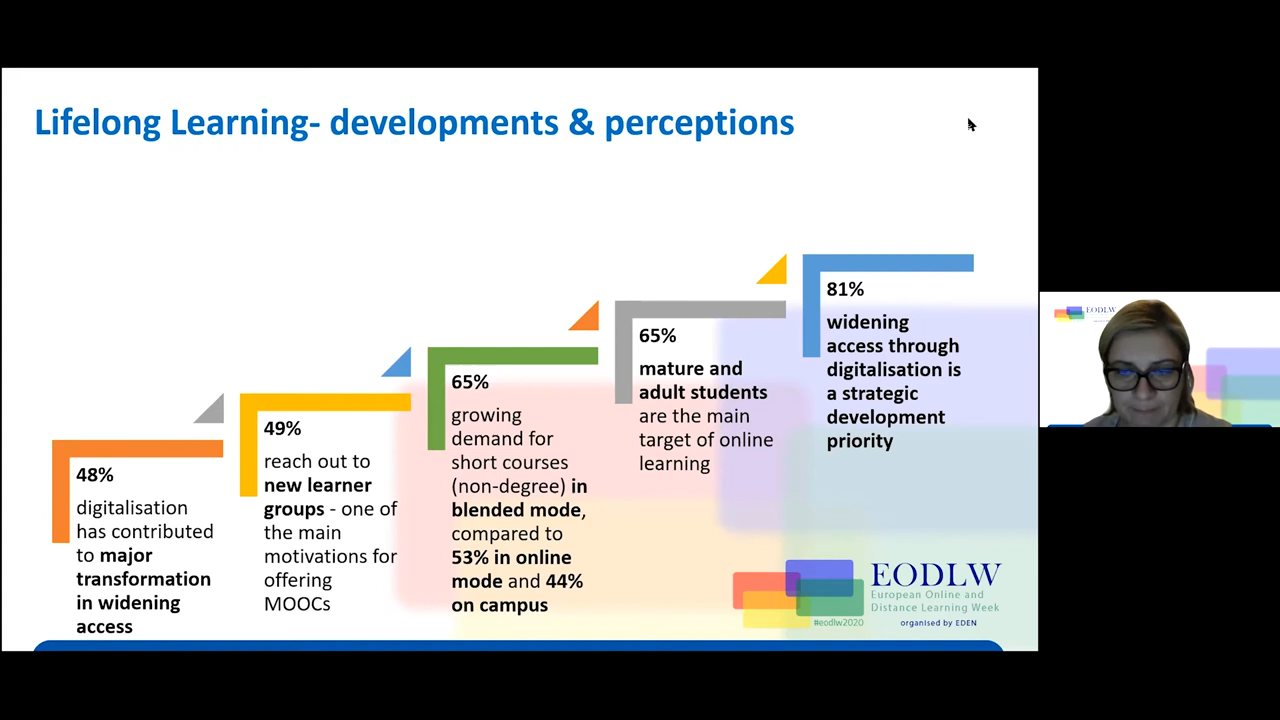 Lifelong Learning- developments & perceptions
48%
digitalisation
has contributed
to major
transformation
in widening
access
49%
reach out to
new learner
groups - one of
the main
motivations for
offering
MOOCs
65%
growing
demand for
short courses
(non-degree) in
blended mode,
compared to
53% in online
mode and 44%
on campus
65%
mature and
adult students
are the main
target of online
learning
81%
widening
access through
digitalisation is
a strategic
development
priority
EODLW
European Online and
Distance Learning Week
#eodlw2020
organised by EDEN
EODLW